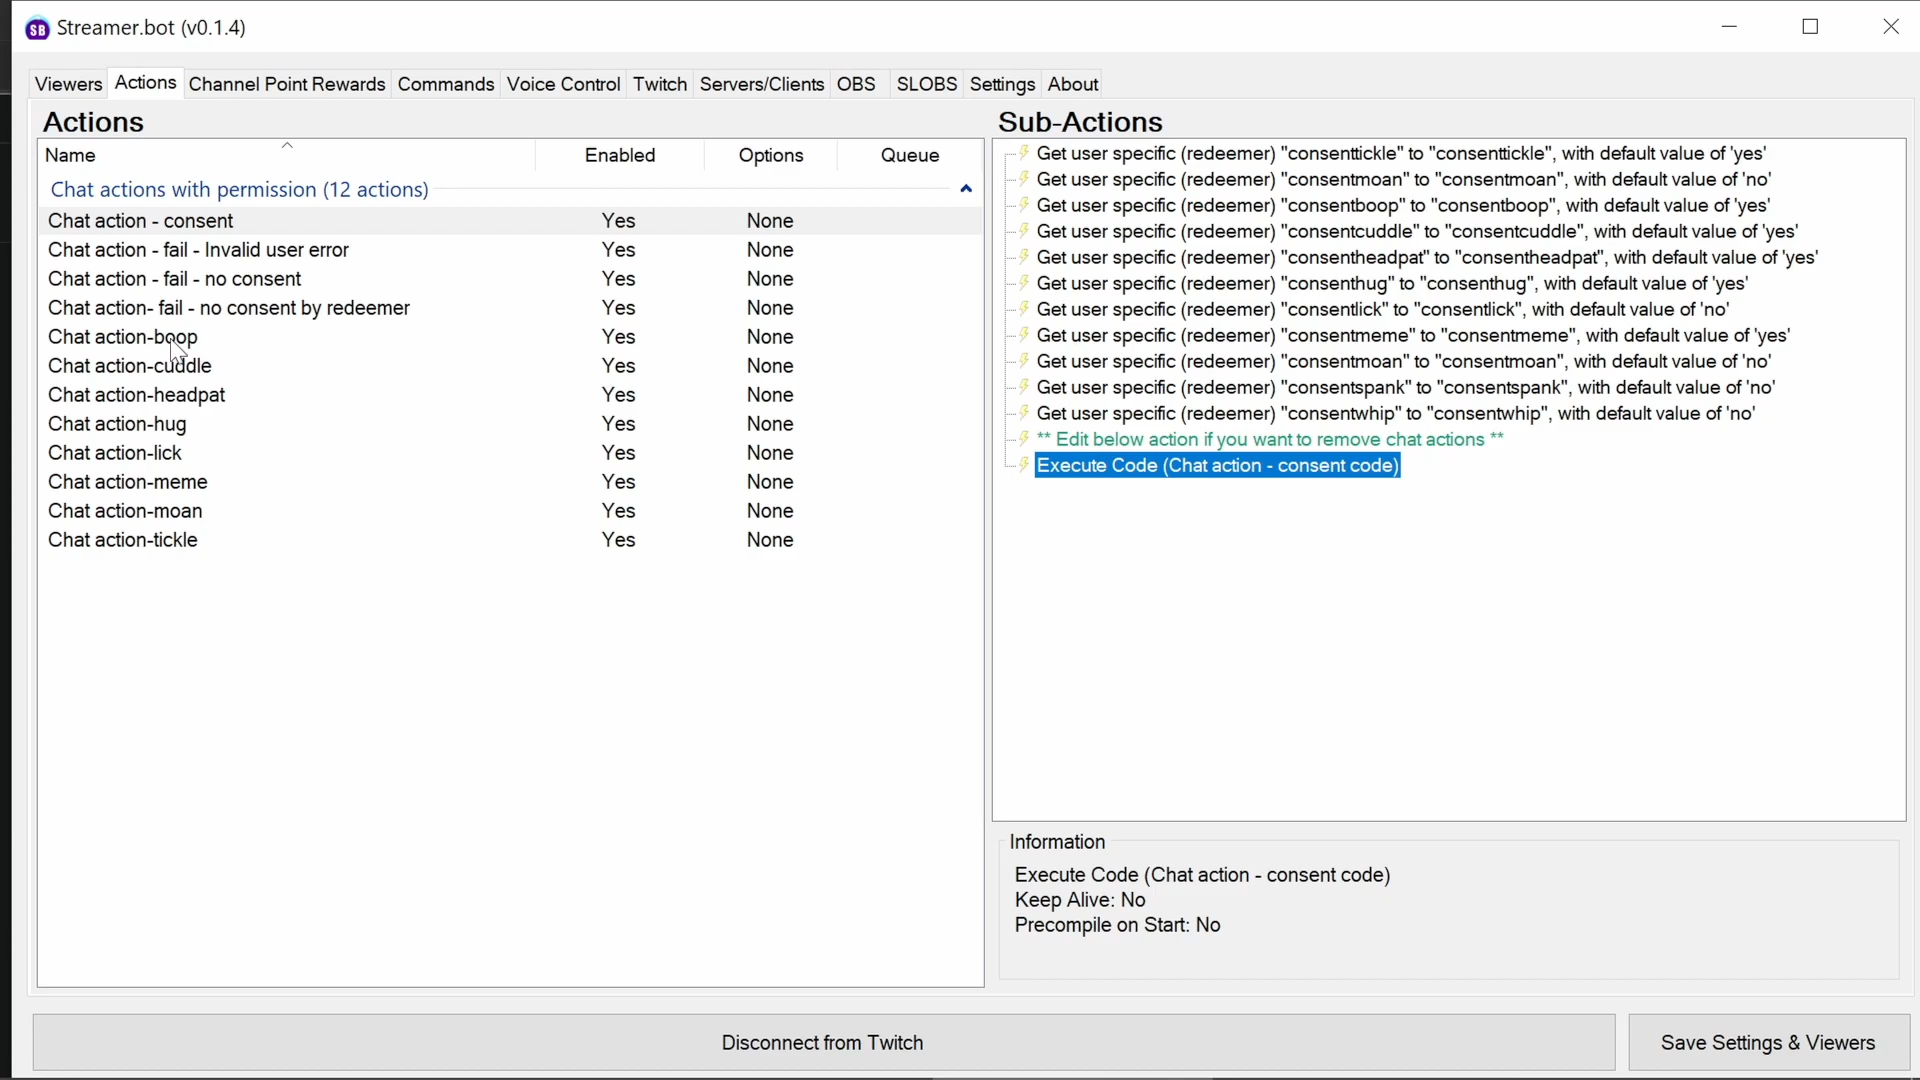 SB Streamer.bot (v0.1.4)
Viewers Actions Channel Point Rewards Commands Voice Control Twitch Servers/Clients OBS SLOBS Settings About
Actions
Name Enabled Options Queue
Chat actions with permission (12 actions)
Chat action - consent Yes None
Chat action - fail - Invalid user error Yes None
Chat action - fail - no consent Yes None
Chat action- fail - no consent by redeemer Yes None
Chat action-boop Yes None
Chat action-cuddle Yes None
Chat action-headpat Yes None
Chat action-hug Yes None
Chat action-lick Yes None
Chat action-meme Yes None
Chat action-moan Yes None
Chat action-tickle Yes None
Sub-Actions
Get user specific (redeemer) "consenttickle" to "consenttickle", with default value of 'yes'
Get user specific (redeemer) "consentmoan" to "consentmoan", with default value of 'no'
Get user specific (redeemer) "consentboop" to "consentboop", with default value of 'yes'
Get user specific (redeemer) "consentcuddle" to "consentcuddle", with default value of 'yes'
Get user specific (redeemer) "consentheadpat" to "consentheadpat", with default value of 'yes'
Get user specific (redeemer) "consenthug" to "consenthug", with default value of 'yes'
Get user specific (redeemer) "consentlick" to "consentlick", with default value of 'no'
Get user specific (redeemer) "consentmeme" to "consentmeme", with default value of 'yes'
Get user specific (redeemer) "consentmoan" to "consentmoan", with default value of 'no'
Get user specific (redeemer) "consentspank" to "consentspank", with default value of 'no'
Get user specific (redeemer) "consentwhip" to "consentwhip", with default value of 'no'
** Edit below action if you want to remove chat actions **
Execute Code (Chat action - consent code)
Information
Execute Code (Chat action - consent code)
Keep Alive: No
Precompile on Start: No
Disconnect from Twitch
Save Settings & Viewers